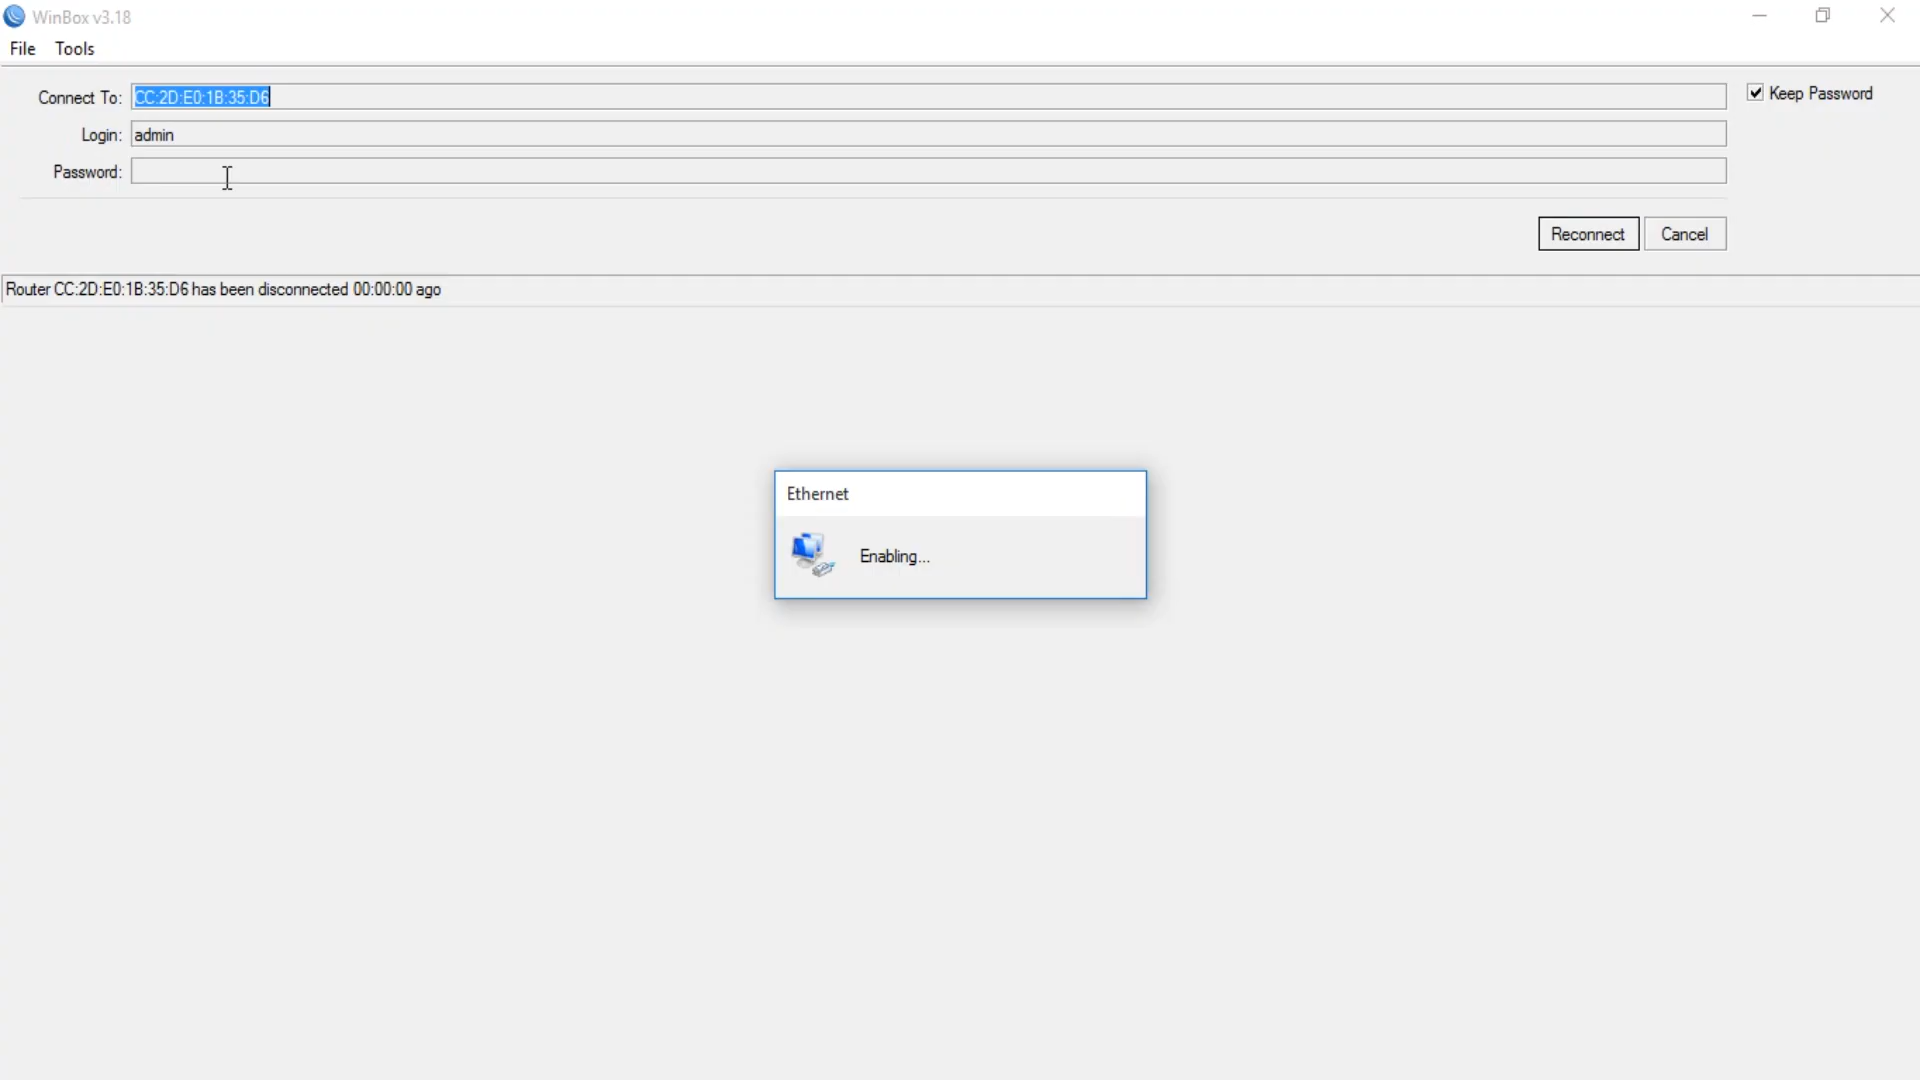 WinBox v3.18
File Tools
Connect To: CC:2D:E0:1B:35:D6
Keep Password
Login: admin
Password:
Reconnect Cancel
Router CC:2D:E0:1B:35:D6 has been disconnected 00:00:00 ago
Ethernet
Enabling...